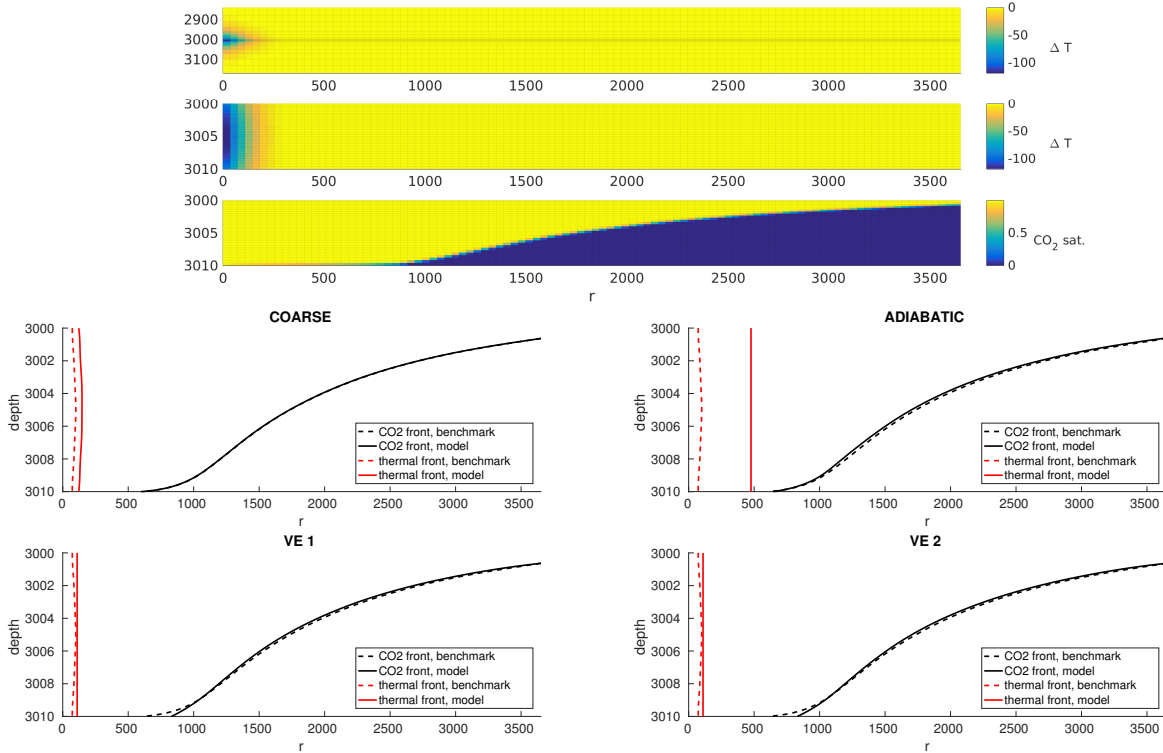 2900
3000
3100
0 500 1000 1500 2000 2500 3000 3500
0
-50
-100
Δ T
3000
3005
3010
0 500 1000 1500 2000 2500 3000 3500
0
-50
-100
Δ T
3000
3005
3010
0 500 1000 1500 2000 2500 3000 3500
r
0.5
0
CO2 sat.
COARSE
3000
3002
3004
3006
3008
3010
depth
0 500 1000 1500 2000 2500 3000 3500
r
CO2 front, benchmark
CO2 front, model
thermal front, benchmark
thermal front, model
ADIABATIC
3000
3002
3004
3006
3008
3010
depth
0 500 1000 1500 2000 2500 3000 3500
r
CO2 front, benchmark
CO2 front, model
thermal front, benchmark
thermal front, model
VE 1
3000
3002
3004
3006
3008
3010
depth
0 500 1000 1500 2000 2500 3000 3500
r
CO2 front, benchmark
CO2 front, model
thermal front, benchmark
thermal front, model
VE 2
3000
3002
3004
3006
3008
3010
depth
0 500 1000 1500 2000 2500 3000 3500
r
CO2 front, benchmark
CO2 front, model
thermal front, benchmark
thermal front, model